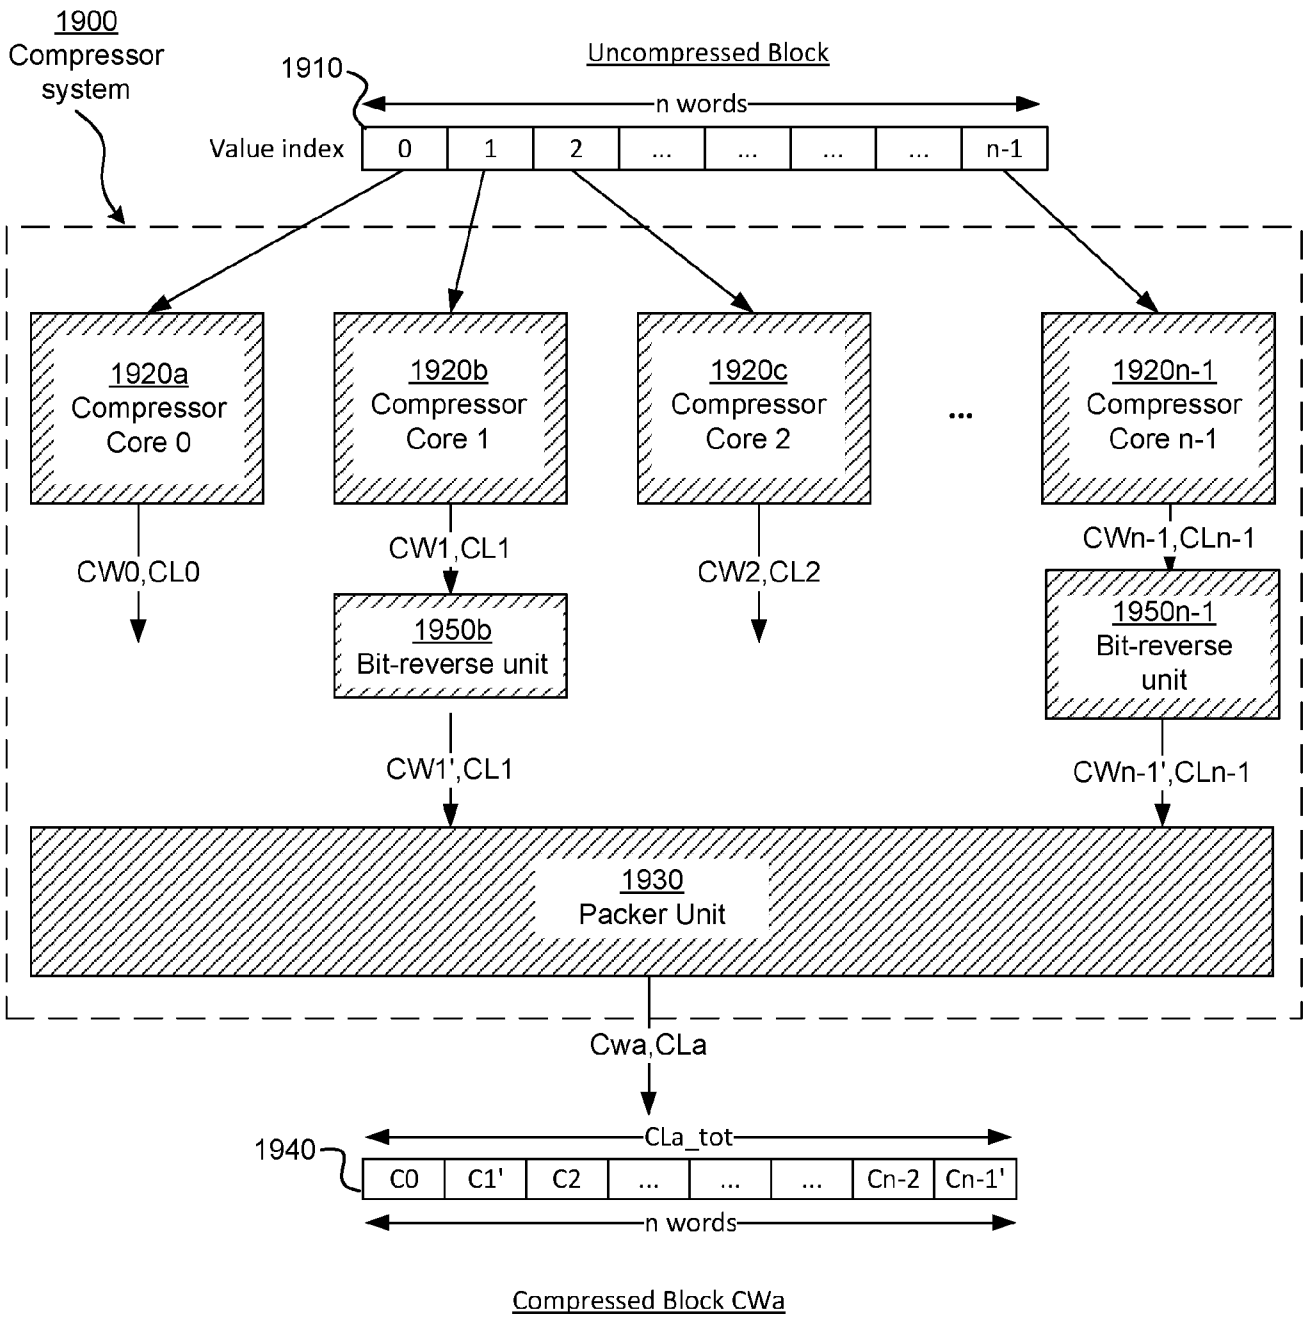 1900
Compressor
system
Uncompressed Block
1910
n words
Value index
0 1 2 ... ... ... ... n-1
1920a
Compressor
Core 0
1920b
Compressor
Core 1
1920c
Compressor
Core 2
...
1920n-1
Compressor
Core n-1
CW0,CL0
CW1,CL1
CW2,CL2
CWn-1,CLn-1
1950b
Bit-reverse unit
1950n-1
Bit-reverse
unit
CW1',CL1
CWn-1',CLn-1
1930
Packer Unit
Cwa,CLa
CLa_tot
1940
C0 C1' C2 ... ... ... Cn-2 Cn-1'
n words
Compressed Block CWa